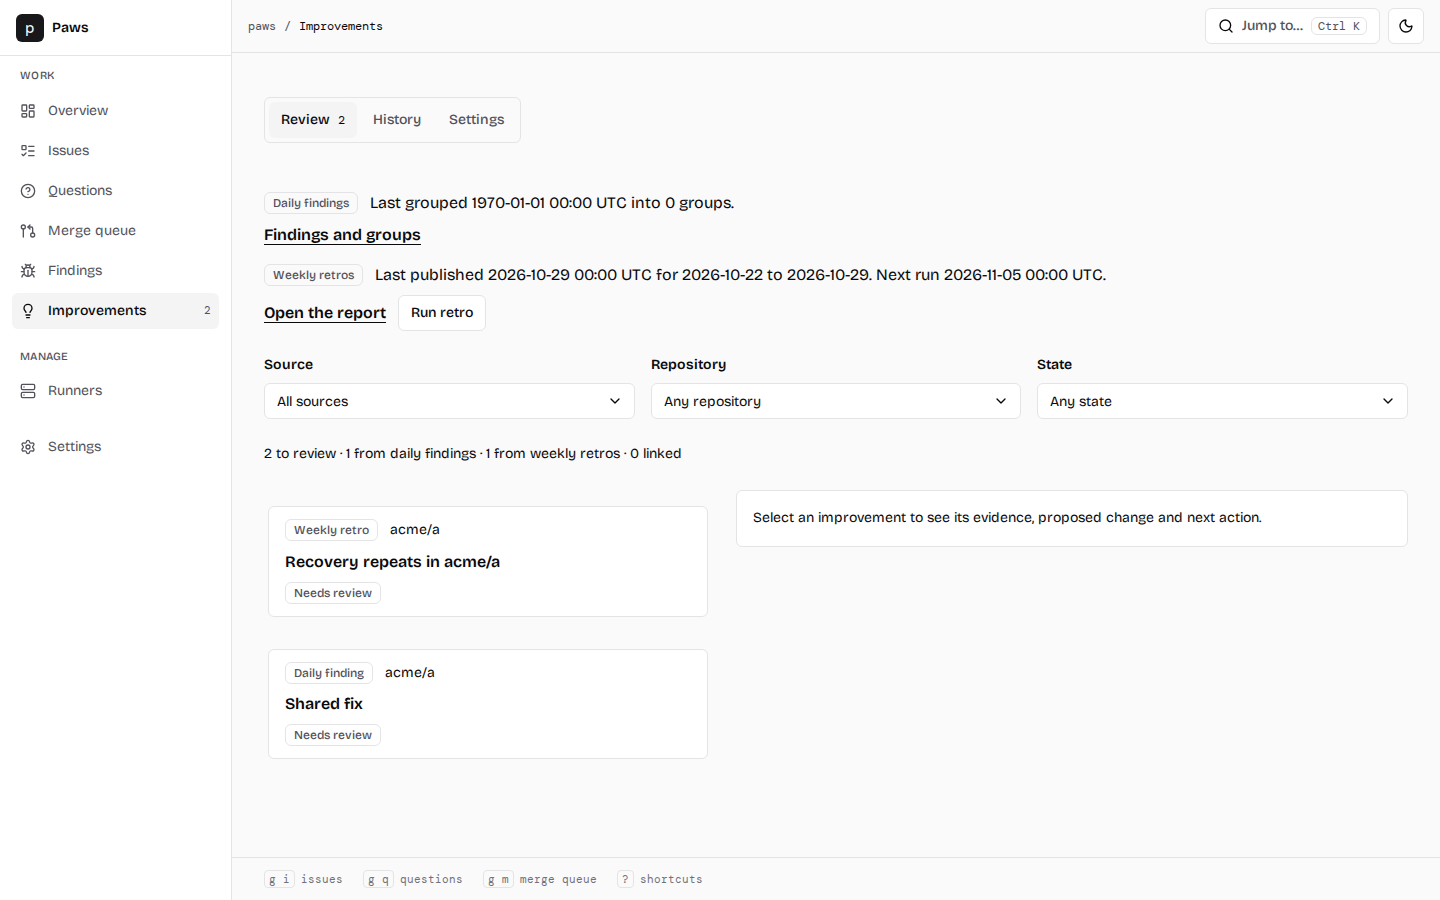 p Paws
paws / Improvements
Jump to... Ctrl K
WORK
Overview
Issues
Questions
Merge queue
Findings
Improvements 2
MANAGE
Runners
Settings
Review 2 History Settings
Daily findings Last grouped 1970-01-01 00:00 UTC into 0 groups.
Findings and groups
Weekly retros Last published 2026-10-29 00:00 UTC for 2026-10-22 to 2026-10-29. Next run 2026-11-05 00:00 UTC.
Open the report Run retro
Source Repository State
All sources Any repository Any state
2 to review · 1 from daily findings · 1 from weekly retros · 0 linked
Weekly retro acme/a
Recovery repeats in acme/a
Needs review
Daily finding acme/a
Shared fix
Needs review
Select an improvement to see its evidence, proposed change and next action.
g i issues g q questions g m merge queue ? shortcuts